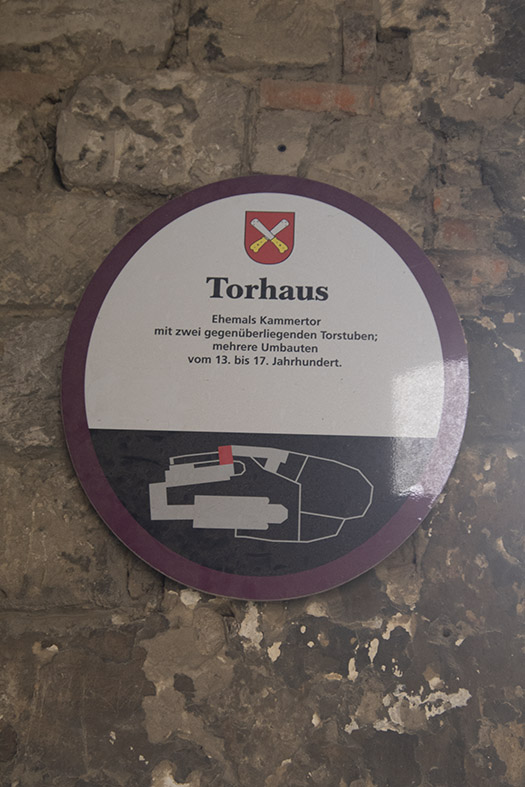 Torhaus
Ehemals Kammertor
mit zwei gegenüberliegenden Torstuben;
mehrere Umbauten
vom 13. bis 17. Jahrhundert.